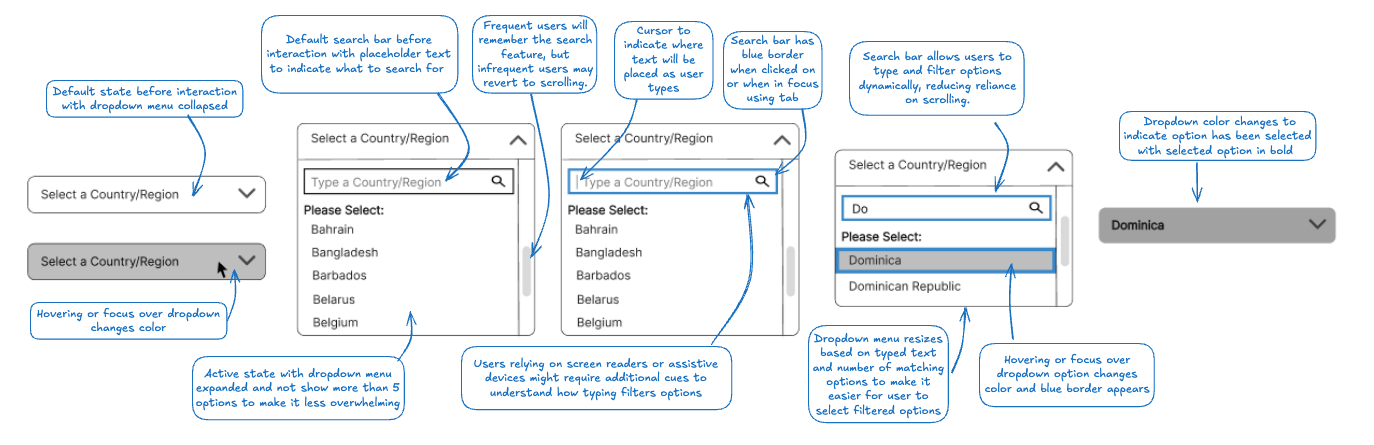 Default state before interaction
with dropdown menu collapsed
Select a Country/Region
Select a Country/Region
Hovering or focus over dropdown
changes color
Default search bar before
interaction with placeholder text
to indicate what to search for
Frequent users will
remember the search
feature, but
infrequent users may
revert to scrolling.
Select a Country/Region
Type a Country/Region
Please Select:
Bahrain
Bangladesh
Barbados
Belarus
Belgium
Active state with dropdown menu
expanded and not show more than 5
options to make it less overwhelming
Cursor to
indicate where
text will be
placed as user
types
Search bar has
blue border
when clicked on
or when in focus
using tab
Select a Country/Region
Type a Country/Region
Please Select:
Bahrain
Bangladesh
Barbados
Belarus
Belgium
Users relying on screen readers or assistive
devices might require additional cues to
understand how typing filters options
Search bar allows users to
type and filter options
dynamically, reducing reliance
on scrolling.
Select a Country/Region
Do
Please Select:
Dominica
Dominican Republic
Dropdown menu resizes
based on typed text
and number of matching
options to make it
easier for user to
select filtered options
Hovering or focus over
dropdown option changes
color and blue border appears
Dropdown color changes to
indicate option has been selected
with selected option in bold
Dominica